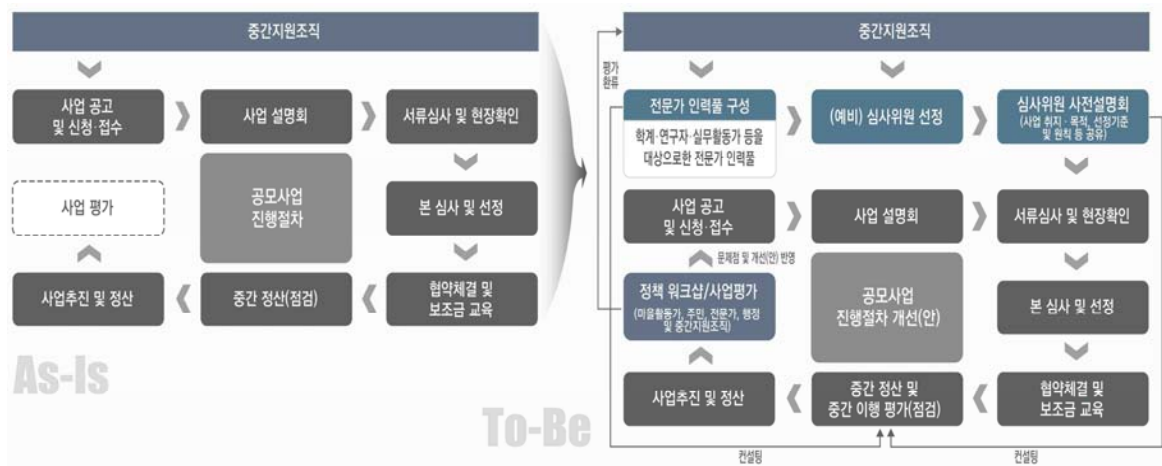 중간지원조직
사업 공고
및 신청·접수
사업 설명회
서류심사 및 현장확인
사업 평가
공모사업
진행절차
본 심사 및 선정
사업추진 및 정산
중간 정산(점검)
협약체결 및
보조금 교육
As-Is
중간지원조직
평가
환류
전문가 인력풀 구성
학계·연구자·실무활동가 등을
대상으로한 전문가 인력풀
(예비) 심사위원 선정
심사위원 사전설명회
(사업 취지·목적, 선정기준
및 원칙 등 공유)
사업 공고
및 신청·접수
사업 설명회
서류심사 및 현장확인
문제점 및 개선(안) 반영
정책 워크샵/사업평가
(마을활동가, 주민, 전문가, 행정
및 중간지원조직)
공모사업
진행절차 개선(안)
본 심사 및 선정
사업추진 및 정산
중간 정산 및
중간 이행 평가(점검)
협약체결 및
보조금 교육
To-Be
컨설팅
컨설팅